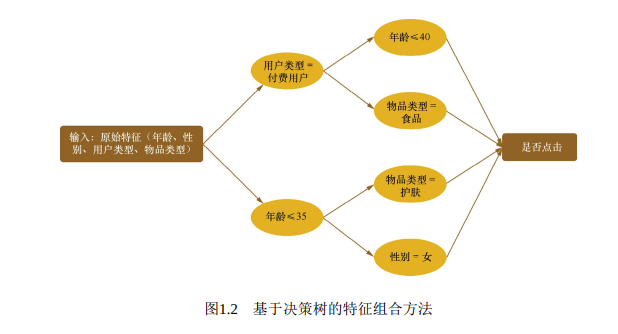 年龄≤40
用户类型 =
付费用户
物品类型 =
食品
输入：原始特征（年龄、性
别、用户类型、物品类型）
是否点击
物品类型 =
护肤
年龄≤35
性别 = 女
图1.2 基于决策树的特征组合方法